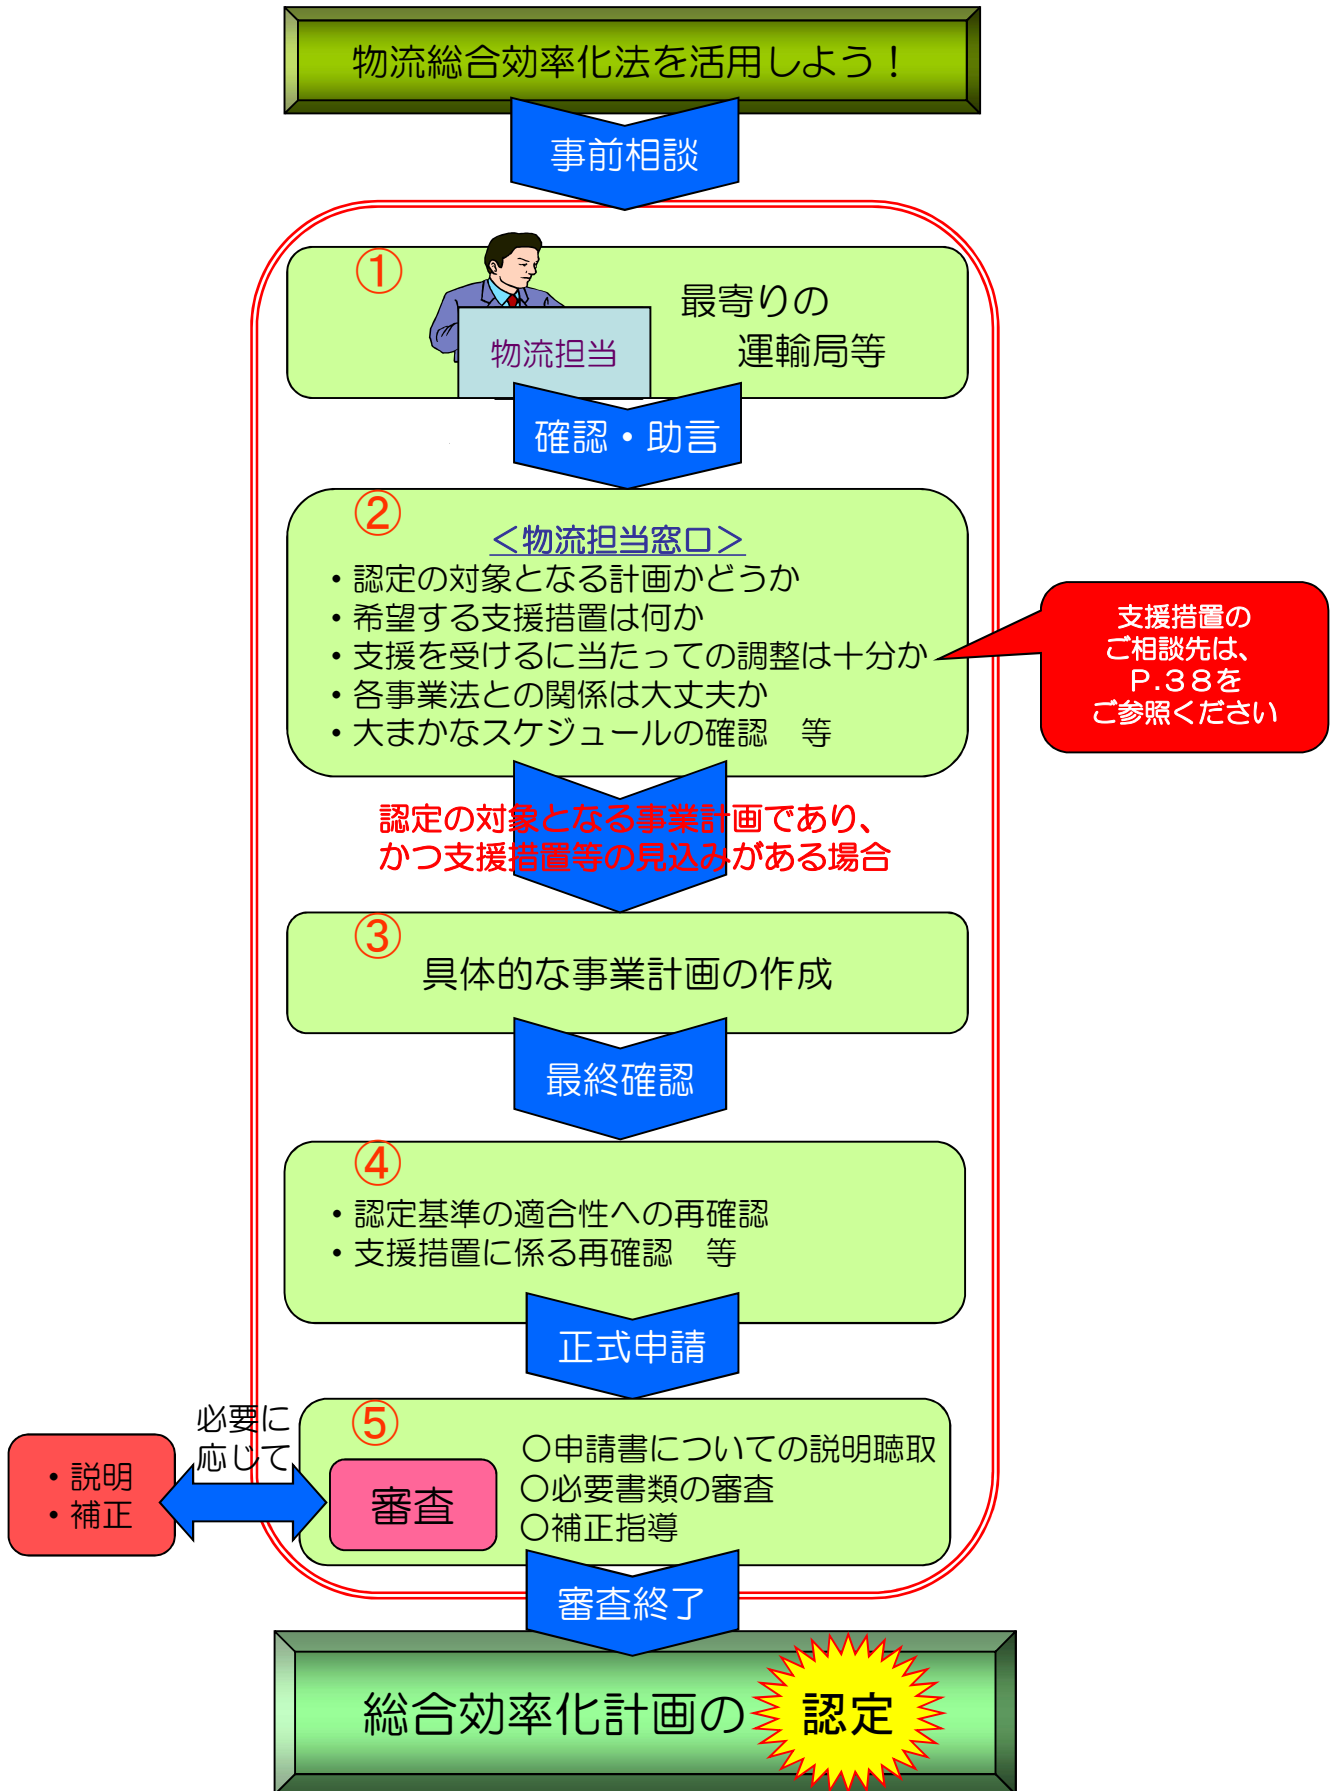 物流総合効率化法を活用しよう！
事前相談
①
物流担当
最寄りの
運輸局等
確認・助言
②
＜物流担当窓口＞
・認定の対象となる計画かどうか
・希望する支援措置は何か
・支援を受けるに当たっての調整は十分か
・各事業法との関係は大丈夫か
・大まかなスケジュールの確認　等
支援措置の
ご相談先は、
Ｐ.３８を
ご参照ください
認定の対象となる事業計画であり、
かつ支援措置等の見込みがある場合
③
具体的な事業計画の作成
最終確認
④
・認定基準の適合性への再確認
・支援措置に係る再確認　等
正式申請
⑤
必要に
応じて
・説明
・補正
審査
○申請書についての説明聴取
○必要書類の審査
○補正指導
審査終了
総合効率化計画の 認定